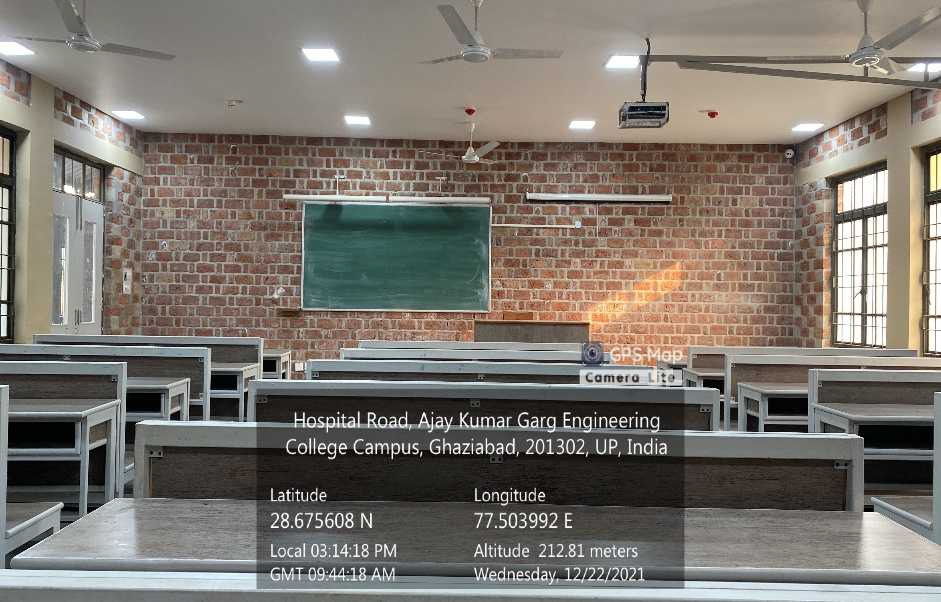 GPS Map
Camera Lite
Hospital Road, Ajay Kumar Garg Engineering
College Campus, Ghaziabad, 201302, UP, India
Latitude
28.675608 N
Longitude
77.503992 E
Local 03:14:18 PM
GMT 09:44:18 AM
Altitude 212.81 meters
Wednesday, 12/22/2021